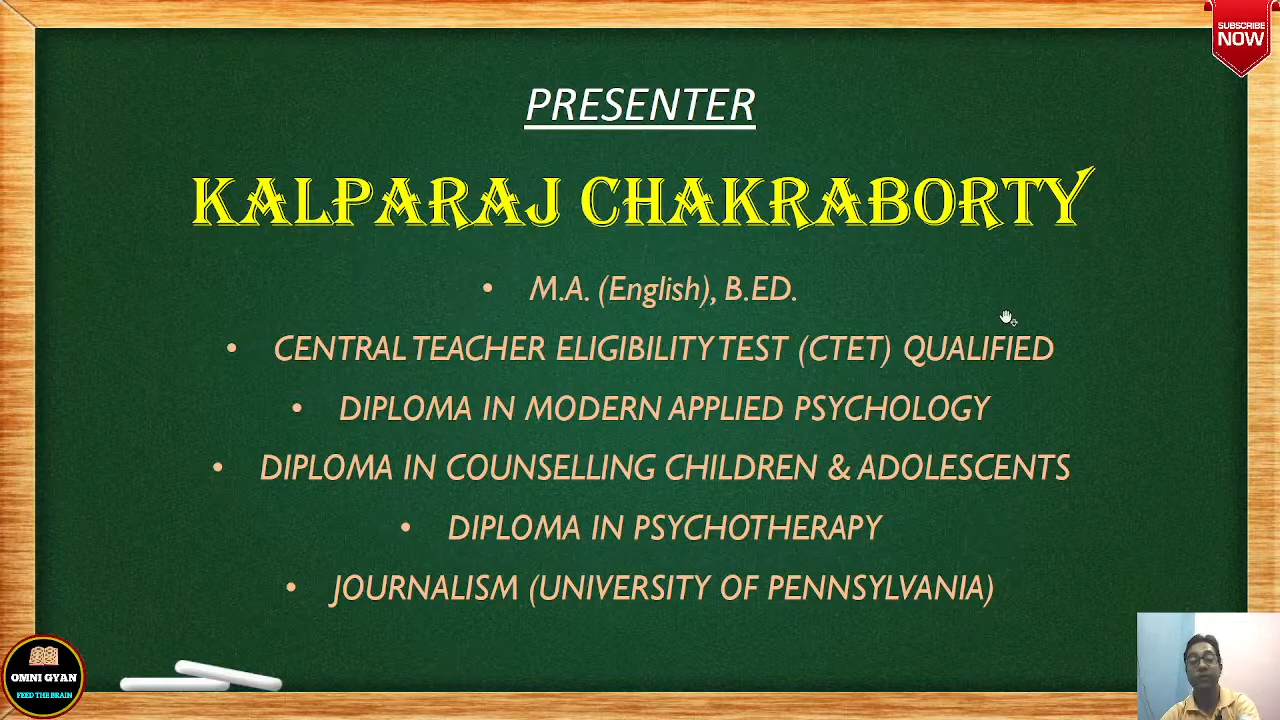 SUBSCRIBE
NOW
PRESENTER
KALPARAJ CHAKRABORTY
• M.A. (English), B.ED.
• CENTRAL TEACHER ELIGIBILITY TEST (CTET) QUALIFIED
• DIPLOMA IN MODERN APPLIED PSYCHOLOGY
• DIPLOMA IN COUNSELLING CHILDREN & ADOLESCENTS
• DIPLOMA IN PSYCHOTHERAPY
• JOURNALISM (UNIVERSITY OF PENNSYLVANIA)
OMNI GYAN
FEED THE BRAIN